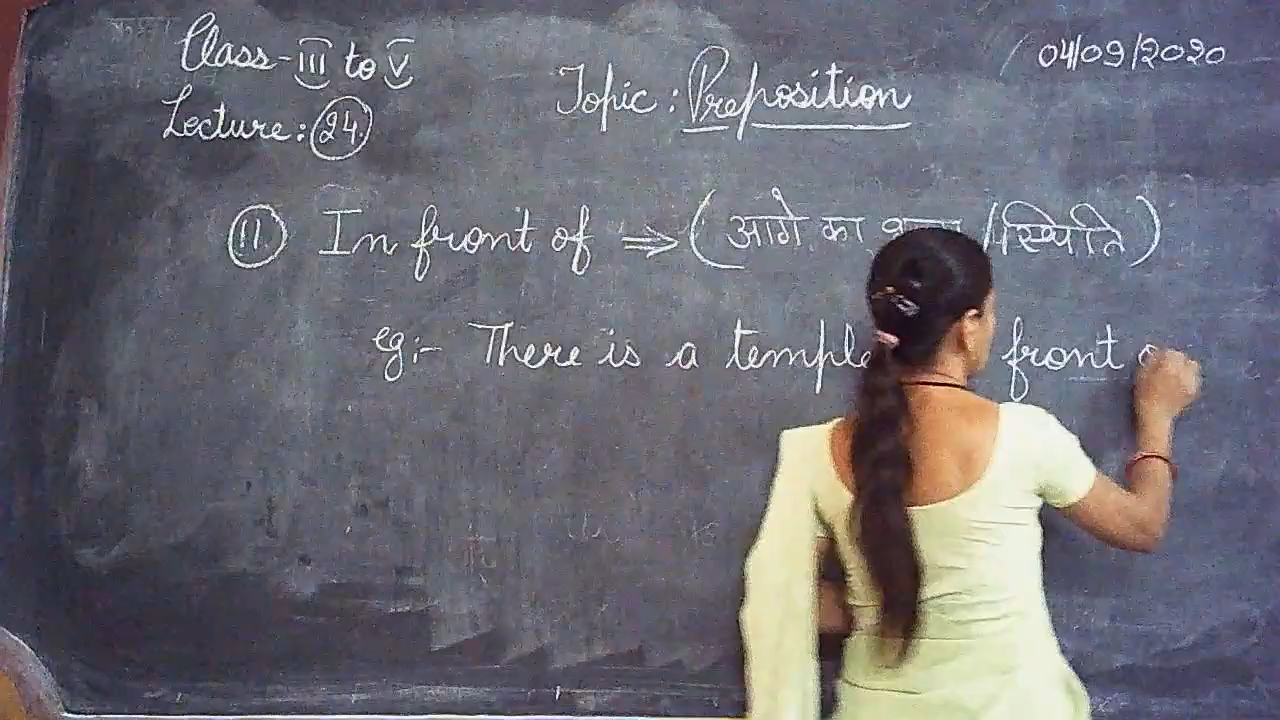 Class-III to V
Lecture: 24.
Topic: Preposition
04/09/2020
11 In front of ⇒ (आगे का /स्थिति)
eg:- There is a temple front